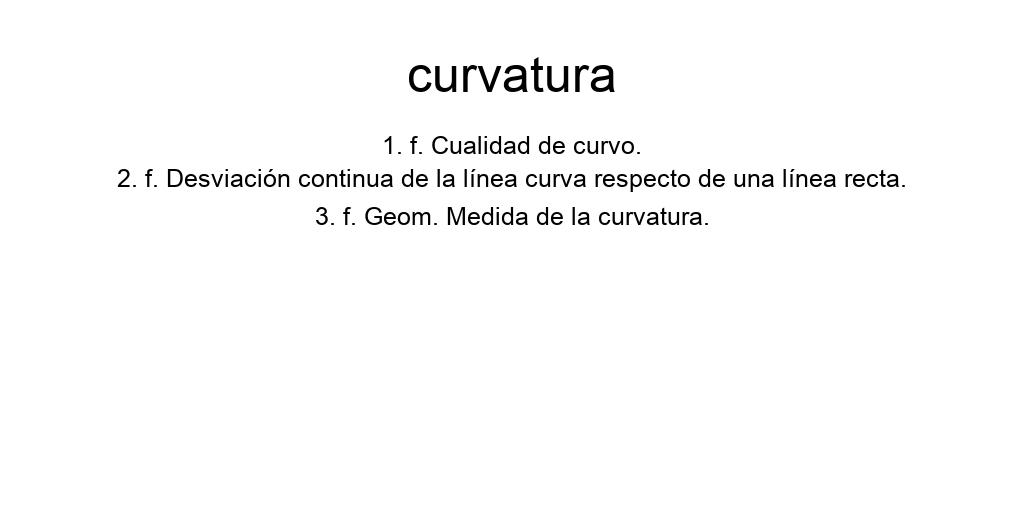 curvatura
1. f. Cualidad de curvo.
2. f. Desviación continua de la línea curva respecto de una línea recta.
3. f. Geom. Medida de la curvatura.